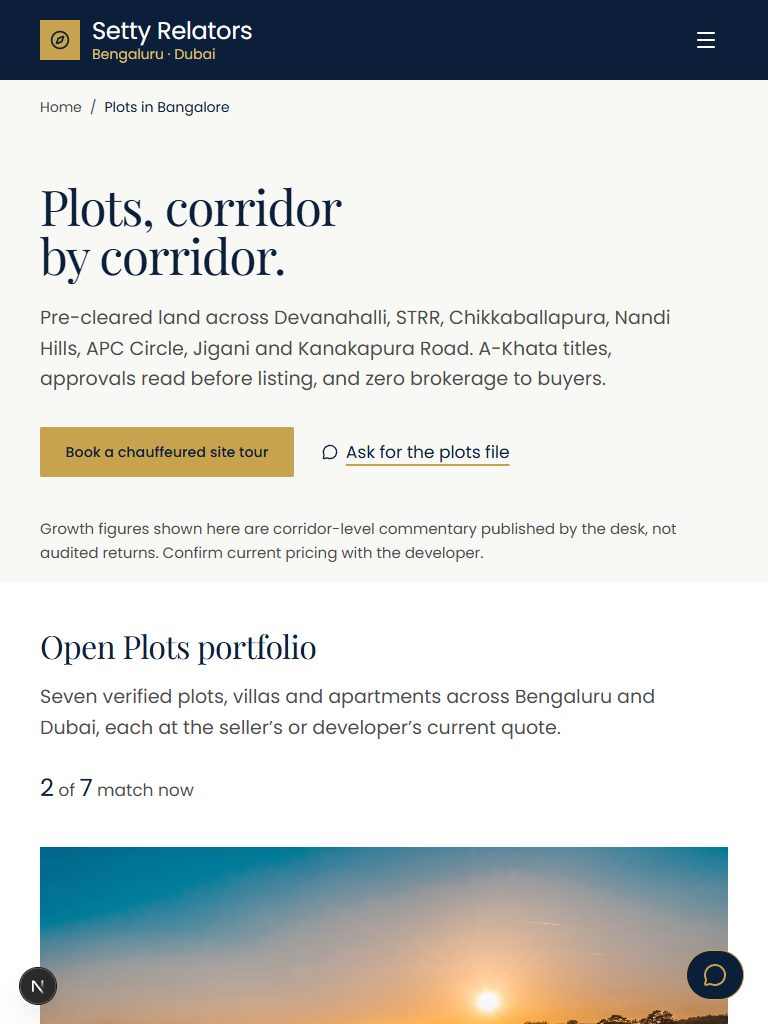 Setty Relators
Bengaluru · Dubai
Home / Plots in Bangalore
Plots, corridor
by corridor.
Pre-cleared land across Devanahalli, STRR, Chikkaballapura, Nandi
Hills, APC Circle, Jigani and Kanakapura Road. A-Khata titles,
approvals read before listing, and zero brokerage to buyers.
Book a chauffeured site tour
Ask for the plots file
Growth figures shown here are corridor-level commentary published by the desk, not
audited returns. Confirm current pricing with the developer.
Open Plots portfolio
Seven verified plots, villas and apartments across Bengaluru and
Dubai, each at the seller’s or developer’s current quote.
2 of 7 match now
N